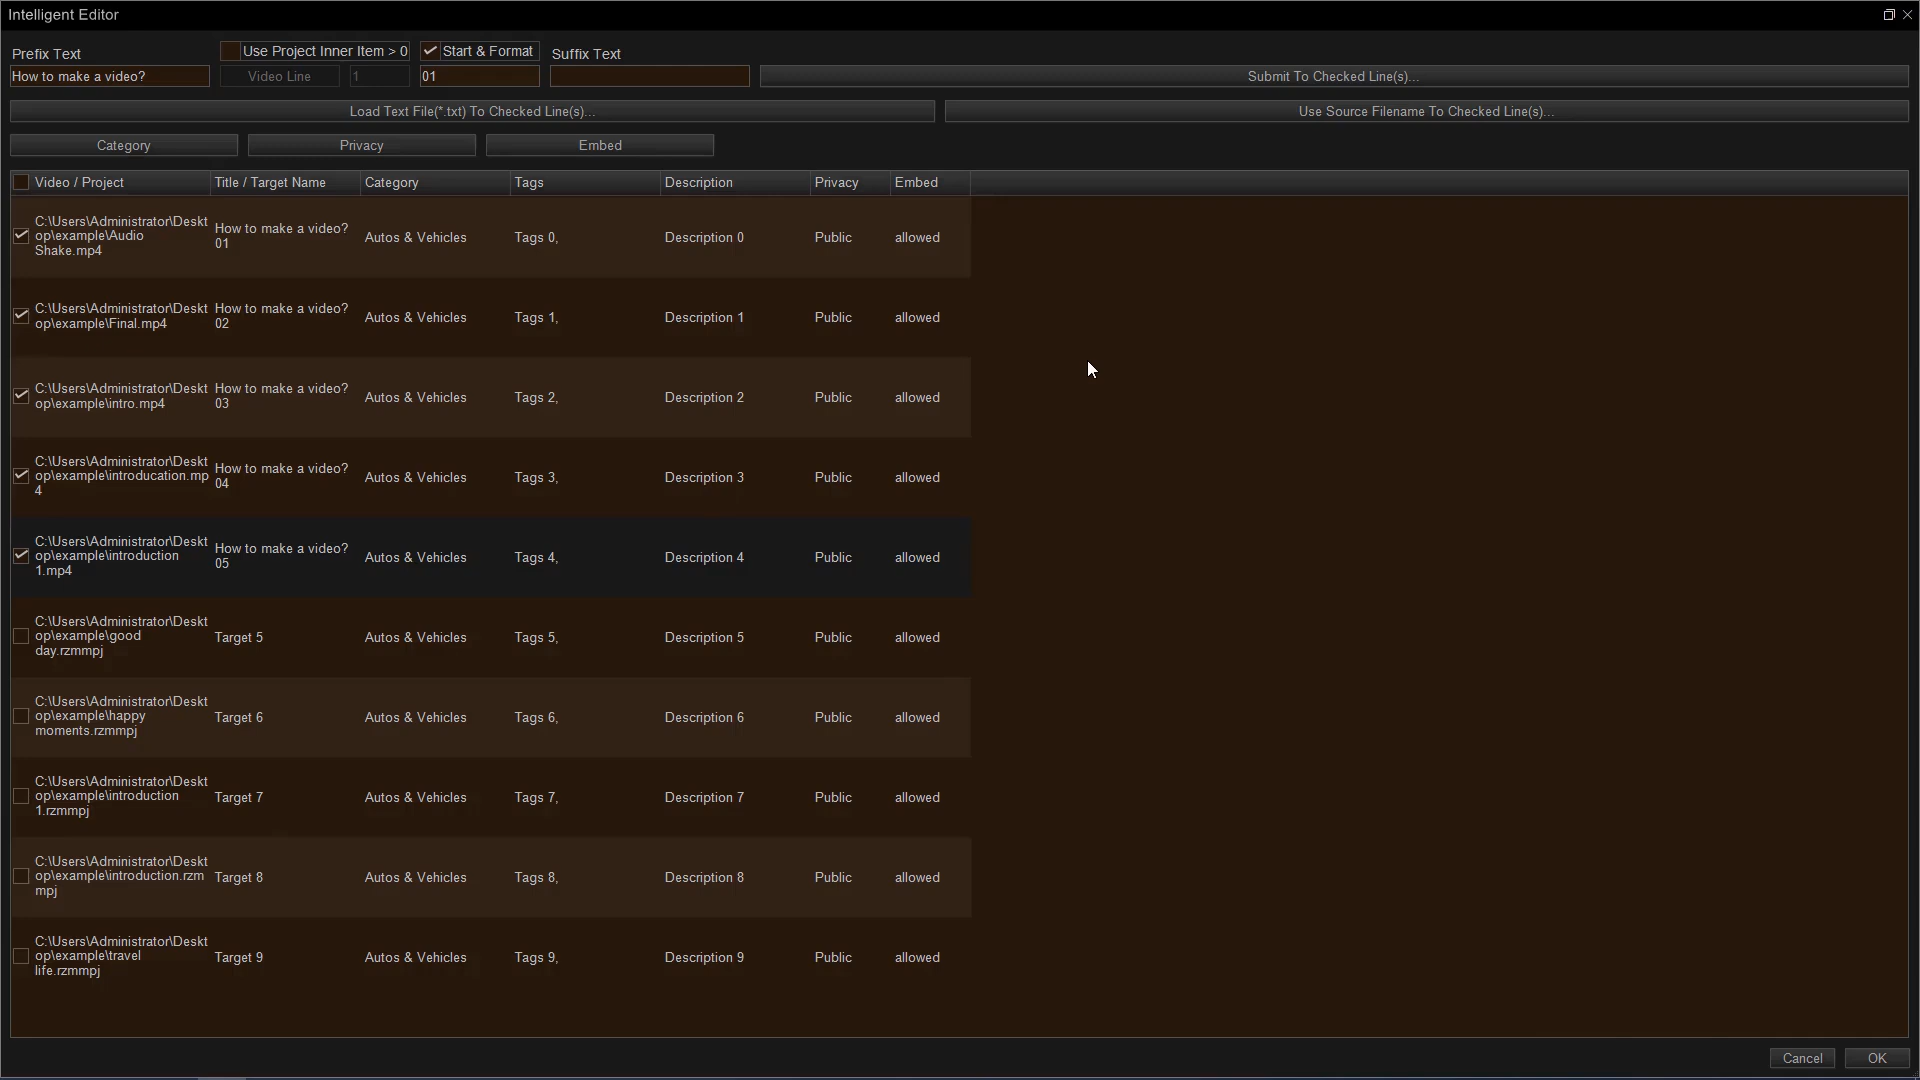 Intelligent Editor
Prefix Text
Use Project Inner Item > 0
Start & Format
Suffix Text
How to make a video?
Video Line
1
01
Submit To Checked Line(s)...
Load Text File(*.txt) To Checked Line(s)...
Use Source Filename To Checked Line(s)...
Category
Privacy
Embed
Video / Project
Title / Target Name
Category
Tags
Description
Privacy
Embed
C:\Users\Administrator\Deskt
op\example\Audio
Shake.mp4
How to make a video?
01
Autos & Vehicles
Tags 0,
Description 0
Public
allowed
C:\Users\Administrator\Deskt
op\example\Final.mp4
How to make a video?
02
Autos & Vehicles
Tags 1,
Description 1
Public
allowed
C:\Users\Administrator\Deskt
op\example\intro.mp4
How to make a video?
03
Autos & Vehicles
Tags 2,
Description 2
Public
allowed
C:\Users\Administrator\Deskt
op\example\introducation.mp
4
How to make a video?
04
Autos & Vehicles
Tags 3,
Description 3
Public
allowed
C:\Users\Administrator\Deskt
op\example\introduction
1.mp4
How to make a video?
05
Autos & Vehicles
Tags 4,
Description 4
Public
allowed
C:\Users\Administrator\Deskt
op\example\good
day.rzmmpj
Target 5
Autos & Vehicles
Tags 5,
Description 5
Public
allowed
C:\Users\Administrator\Deskt
op\example\happy
moments.rzmmpj
Target 6
Autos & Vehicles
Tags 6,
Description 6
Public
allowed
C:\Users\Administrator\Deskt
op\example\introduction
1.rzmmpj
Target 7
Autos & Vehicles
Tags 7,
Description 7
Public
allowed
C:\Users\Administrator\Deskt
op\example\introduction.rzm
mpj
Target 8
Autos & Vehicles
Tags 8,
Description 8
Public
allowed
C:\Users\Administrator\Deskt
op\example\travel
life.rzmmpj
Target 9
Autos & Vehicles
Tags 9,
Description 9
Public
allowed
Cancel
OK